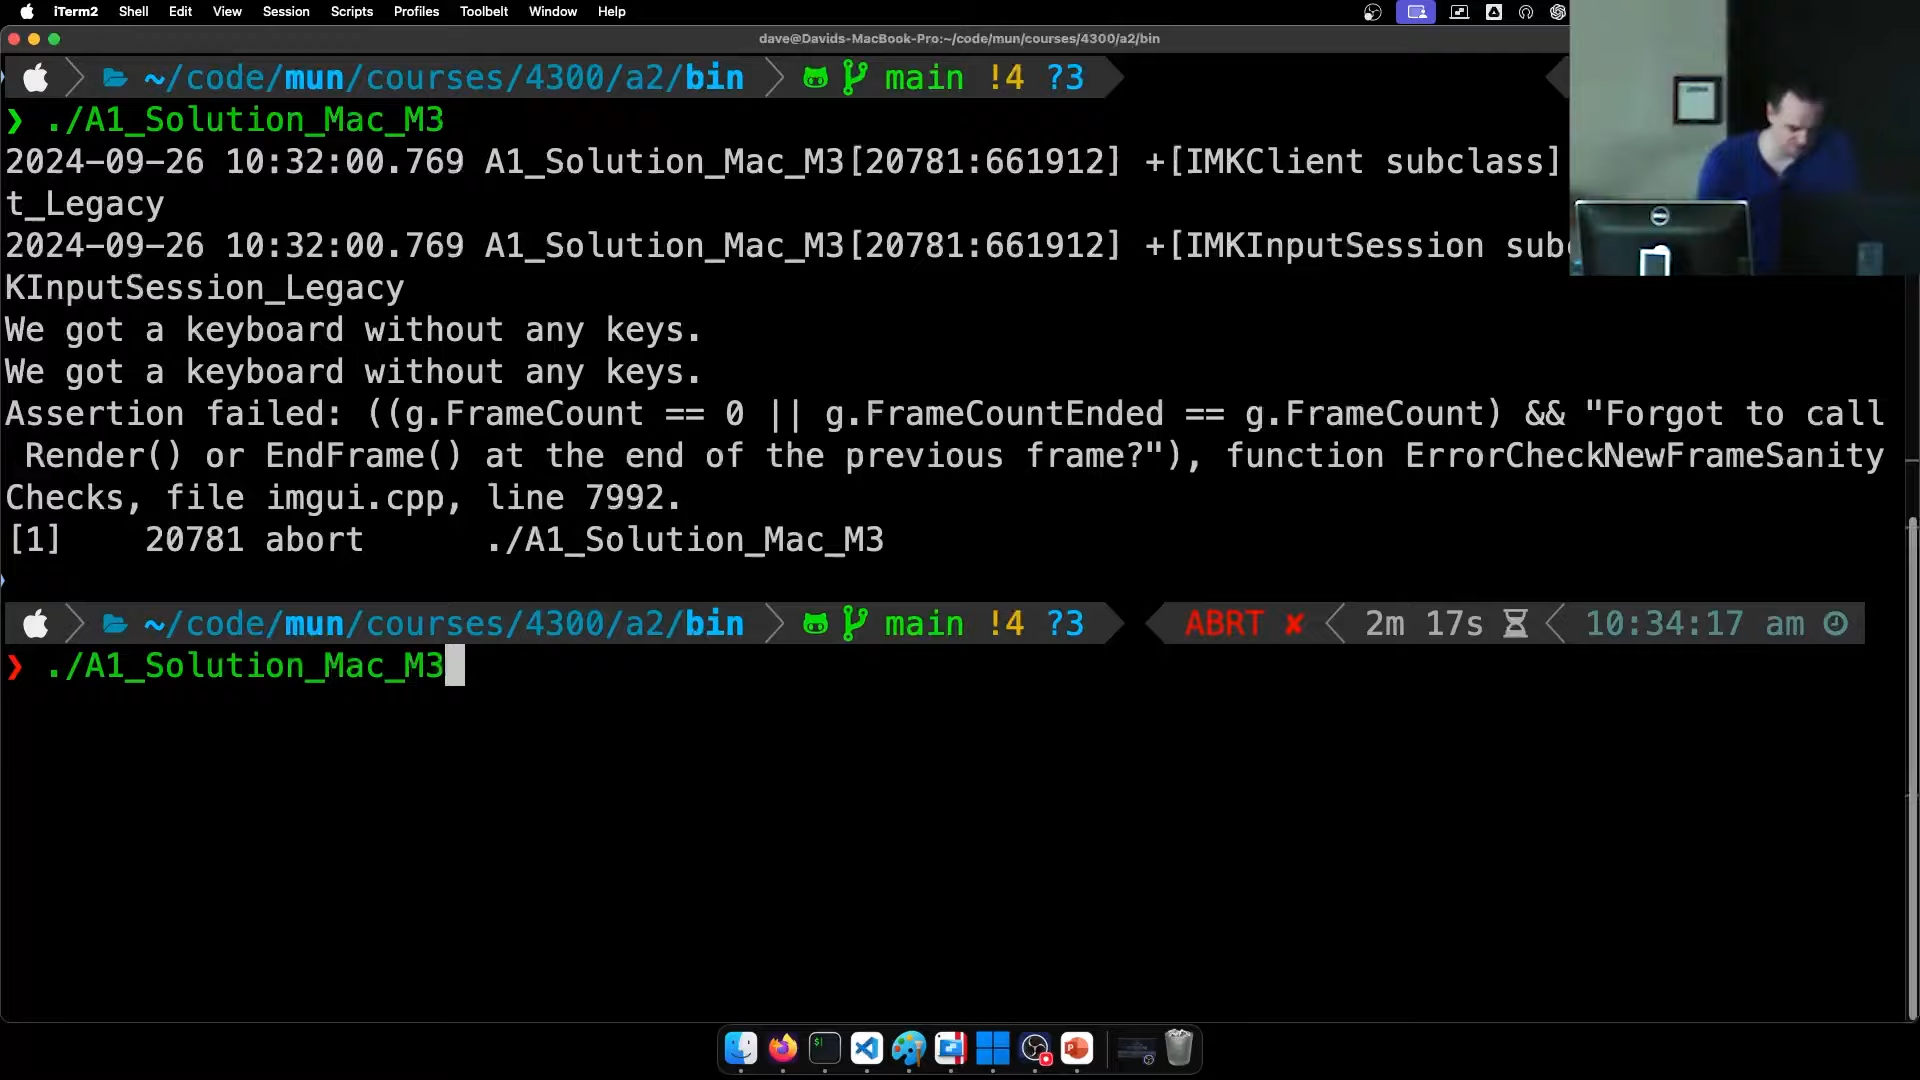 iTerm2 Shell Edit View Session Scripts Profiles Toolbelt Window Help
dave@Davids-MacBook-Pro:~/code/mun/courses/4300/a2/bin
~/code/mun/courses/4300/a2/bin main !4 ?3
❯ ./A1_Solution_Mac_M3
2024-09-26 10:32:00.769 A1_Solution_Mac_M3[20781:661912] +[IMKClient subclass]
t_Legacy
2024-09-26 10:32:00.769 A1_Solution_Mac_M3[20781:661912] +[IMKInputSession sub
KInputSession_Legacy
We got a keyboard without any keys.
We got a keyboard without any keys.
Assertion failed: ((g.FrameCount == 0 || g.FrameCountEnded == g.FrameCount) && "Forgot to call
Render() or EndFrame() at the end of the previous frame?"), function ErrorCheckNewFrameSanity
Checks, file imgui.cpp, line 7992.
[1] 20781 abort ./A1_Solution_Mac_M3
~/code/mun/courses/4300/a2/bin main !4 ?3 ABRT ✘ 2m 17s 10:34:17 am
❯ ./A1_Solution_Mac_M3